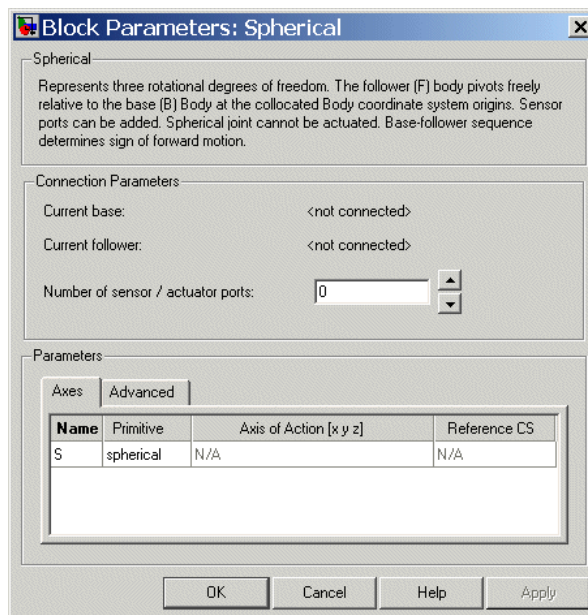 Block Parameters: Spherical
Spherical
Represents three rotational degrees of freedom. The follower (F) body pivots freely
relative to the base (B) Body at the collocated Body coordinate system origins. Sensor
ports can be added. Spherical joint cannot be actuated. Base-follower sequence
determines sign of forward motion.
Connection Parameters
Current base: <not connected>
Current follower: <not connected>
Number of sensor / actuator ports: 0
Parameters
Axes Advanced
Name Primitive Axis of Action [x y z] Reference CS
S spherical N/A N/A
OK Cancel Help Apply